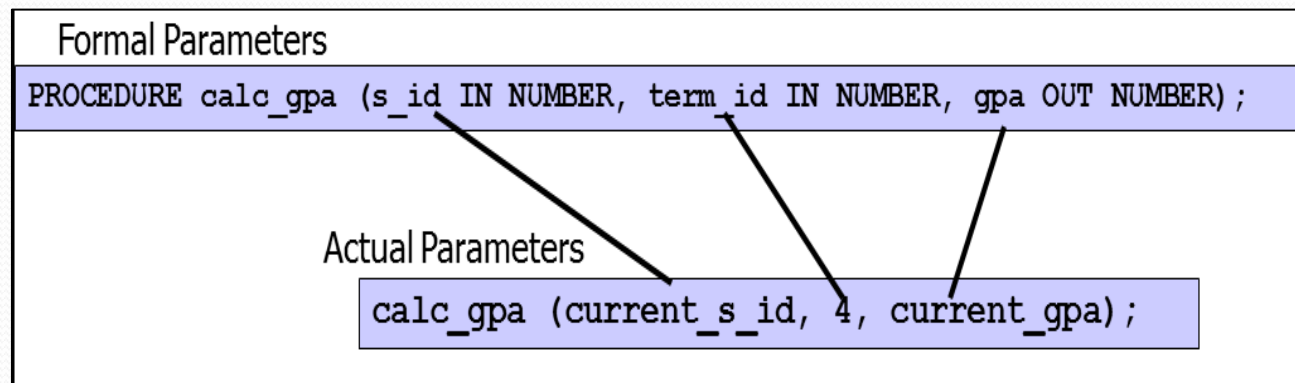 Formal Parameters
PROCEDURE calc_gpa (s_id IN NUMBER, term_id IN NUMBER, gpa OUT NUMBER);
Actual Parameters
calc_gpa (current_s_id, 4, current_gpa);